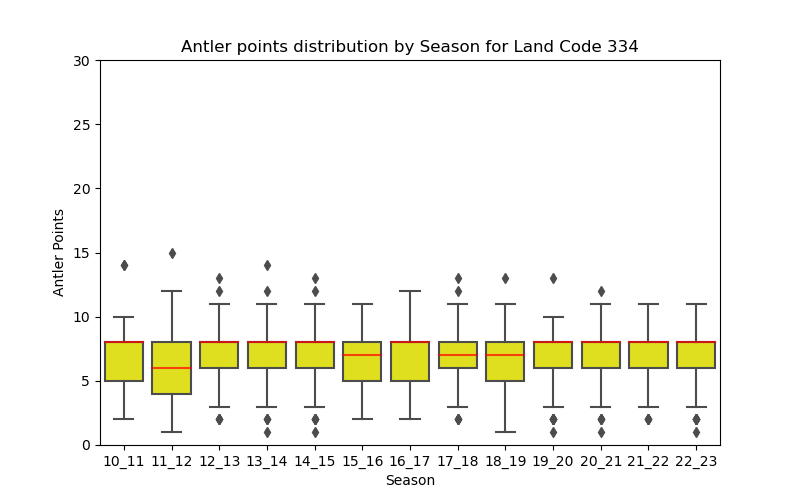 Antler points distribution by Season for Land Code 334
30
25
20
15
10
5
0
Antler Points
10_11 11_12 12_13 13_14 14_15 15_16 16_17 17_18 18_19 19_20 20_21 21_22 22_23
Season